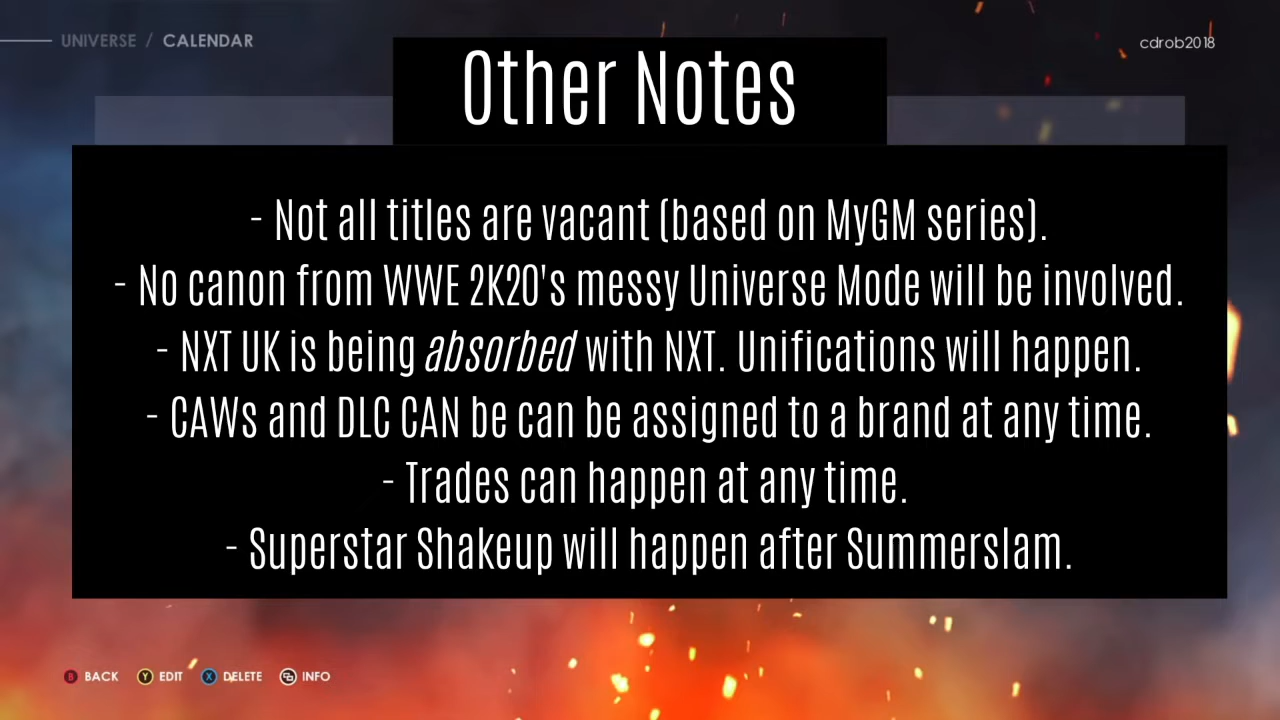 UNIVERSE / CALENDAR
cdrob2018
Other Notes
- Not all titles are vacant (based on MyGM series).
- No canon from WWE 2K20's messy Universe Mode will be involved.
- NXT UK is being absorbed with NXT. Unifications will happen.
- CAWs and DLC CAN be can be assigned to a brand at any time.
- Trades can happen at any time.
- Superstar Shakeup will happen after Summerslam.
B BACK Y EDIT X DELETE INFO